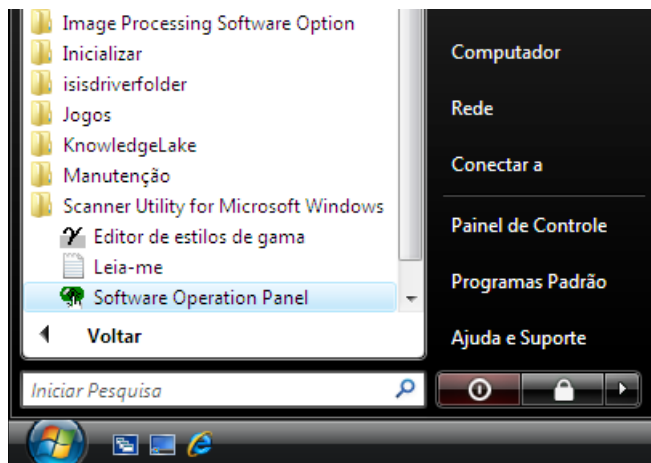 Image Processing Software Option
Inicializar
isisdriverfolder
Jogos
KnowledgeLake
Manutenção
Scanner Utility for Microsoft Windows
Editor de estilos de gama
Leia-me
Software Operation Panel
Voltar
Iniciar Pesquisa
Computador
Rede
Conectar a
Painel de Controle
Programas Padrão
Ajuda e Suporte